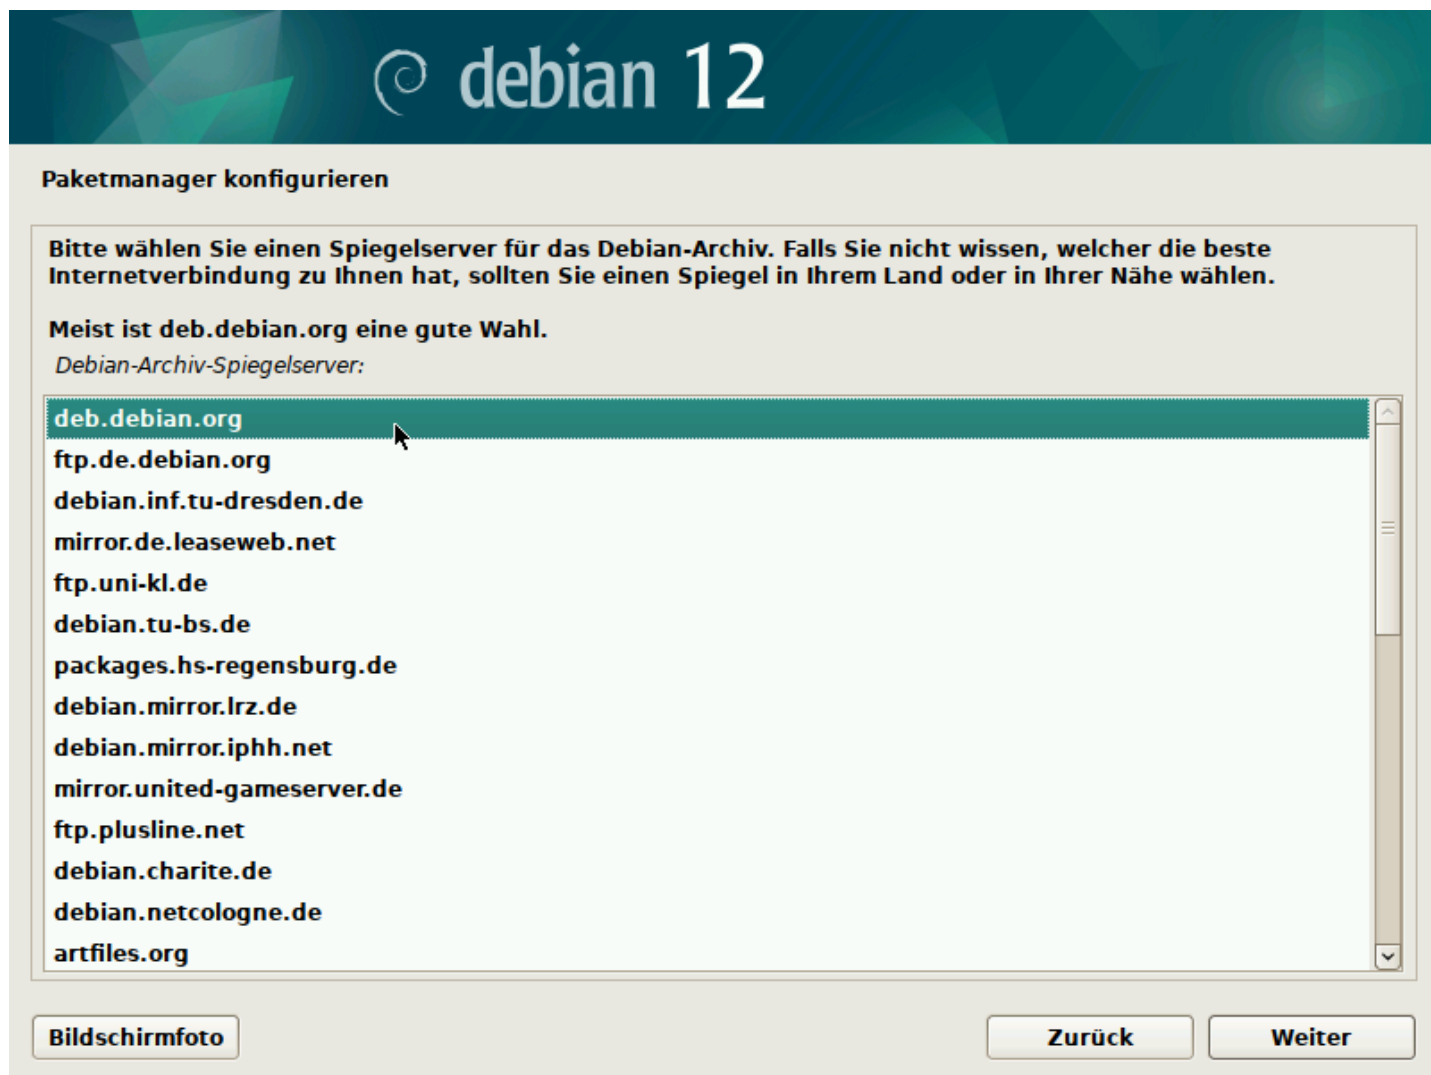 debian 12
Paketmanager konfigurieren
Bitte wählen Sie einen Spiegelserver für das Debian-Archiv. Falls Sie nicht wissen, welcher die beste
Internetverbindung zu Ihnen hat, sollten Sie einen Spiegel in Ihrem Land oder in Ihrer Nähe wählen.
Meist ist deb.debian.org eine gute Wahl.
Debian-Archiv-Spiegelserver:
deb.debian.org
ftp.de.debian.org
debian.inf.tu-dresden.de
mirror.de.leaseweb.net
ftp.uni-kl.de
debian.tu-bs.de
packages.hs-regensburg.de
debian.mirror.lrz.de
debian.mirror.iphh.net
mirror.united-gameserver.de
ftp.plusline.net
debian.charite.de
debian.netcologne.de
artfiles.org
Bildschirmfoto
Zurück
Weiter